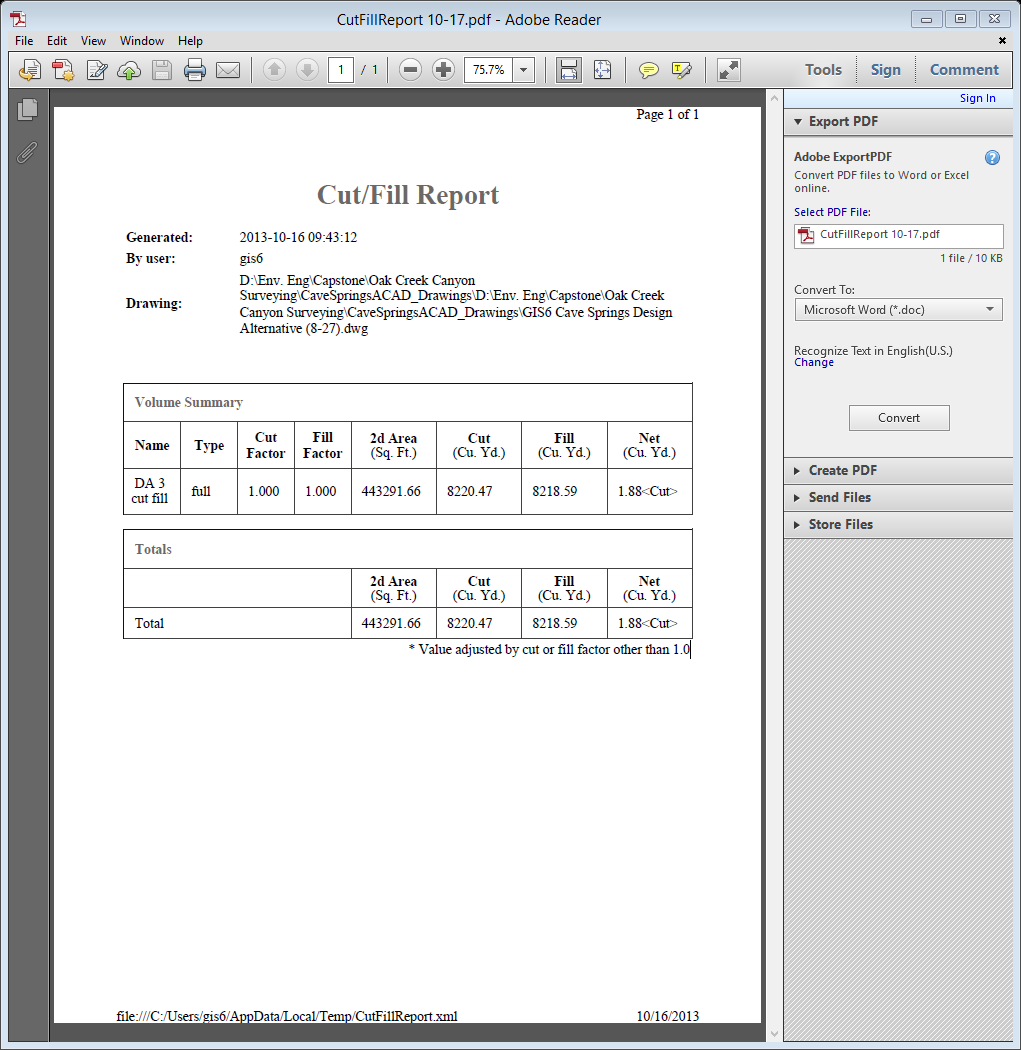 CutFillReport 10-17.pdf - Adobe Reader
File Edit View Window Help
1 / 1 75.7% Tools Sign Comment
Sign In
Page 1 of 1
Cut/Fill Report
Generated: 2013-10-16 09:43:12
By user: gis6
Drawing: D:\Env. Eng\Capstone\Oak Creek Canyon
Surveying\CaveSpringsACAD_Drawings\D:\Env. Eng\Capstone\Oak Creek
Canyon Surveying\CaveSpringsACAD_Drawings\GIS6 Cave Springs Design
Alternative (8-27).dwg
Volume Summary
Name Type Cut Factor Fill Factor 2d Area (Sq. Ft.) Cut (Cu. Yd.) Fill (Cu. Yd.) Net (Cu. Yd.)
DA 3 cut fill full 1.000 1.000 443291.66 8220.47 8218.59 1.88<Cut>
Totals
2d Area (Sq. Ft.) Cut (Cu. Yd.) Fill (Cu. Yd.) Net (Cu. Yd.)
Total 443291.66 8220.47 8218.59 1.88<Cut>
* Value adjusted by cut or fill factor other than 1.0
file:///C:/Users/gis6/AppData/Local/Temp/CutFillReport.xml 10/16/2013
Export PDF
Adobe ExportPDF
Convert PDF files to Word or Excel
online.
Select PDF File:
CutFillReport 10-17.pdf
1 file / 10 KB
Convert To:
Microsoft Word (*.doc)
Recognize Text in English(U.S.)
Change
Convert
Create PDF
Send Files
Store Files